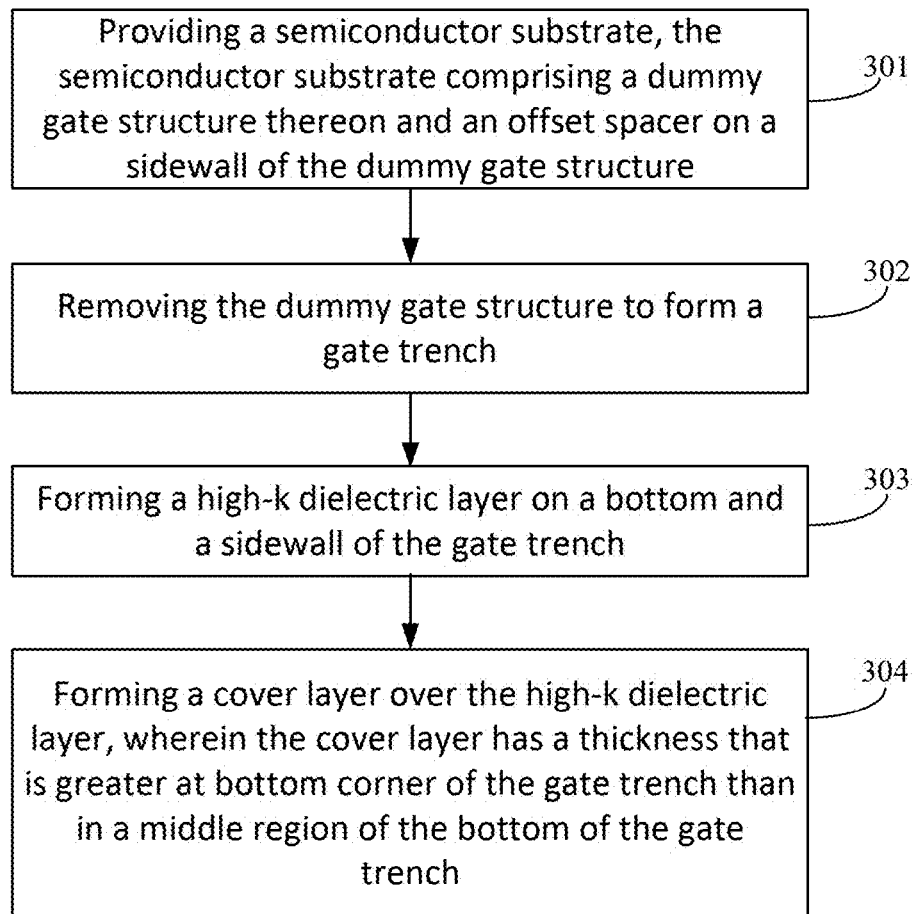 Providing a semiconductor substrate, the
semiconductor substrate comprising a dummy
gate structure thereon and an offset spacer on a
sidewall of the dummy gate structure
301
Removing the dummy gate structure to form a
gate trench
302
Forming a high-k dielectric layer on a bottom and
a sidewall of the gate trench
303
Forming a cover layer over the high-k dielectric
layer, wherein the cover layer has a thickness that
is greater at bottom corner of the gate trench than
in a middle region of the bottom of the gate
trench
304